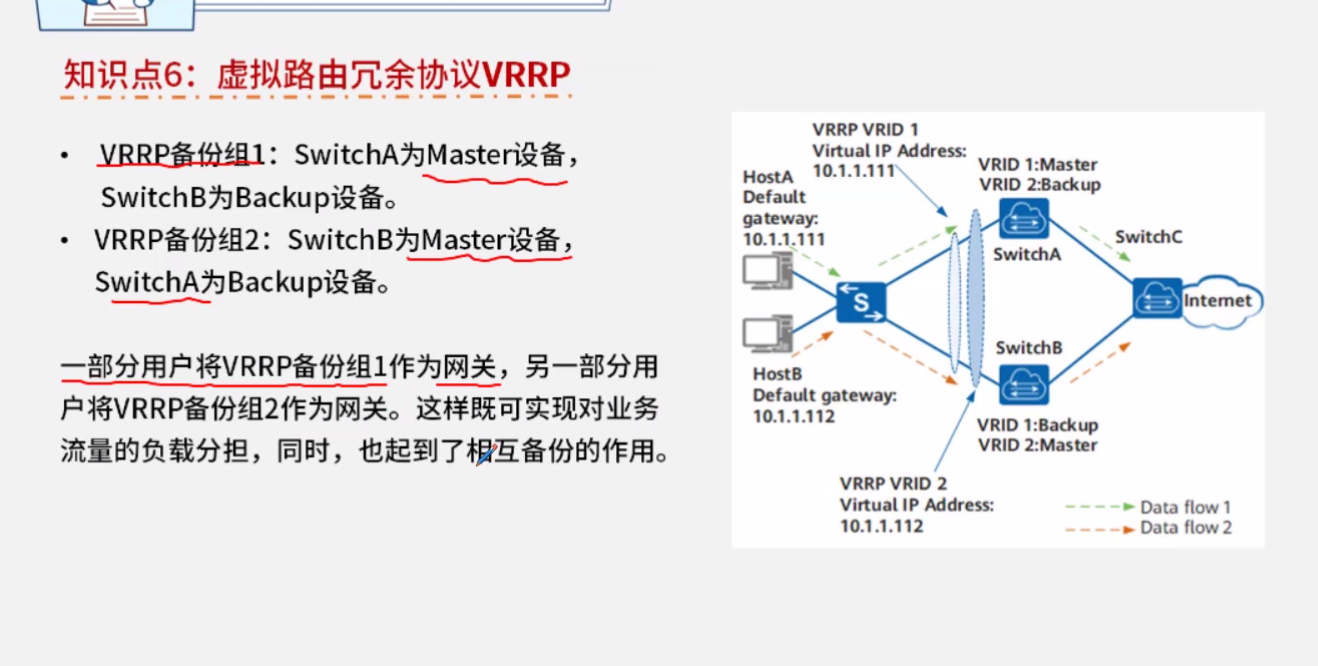 知识点6：虚拟路由冗余协议VRRP
• VRRP备份组1：SwitchA为Master设备，
SwitchB为Backup设备。
• VRRP备份组2：SwitchB为Master设备，
SwitchA为Backup设备。
一部分用户将VRRP备份组1作为网关，另一部分用
户将VRRP备份组2作为网关。这样既可实现对业务
流量的负载分担，同时，也起到了相互备份的作用。
VRRP VRID 1
Virtual IP Address:
10.1.1.111
HostA
Default
gateway:
10.1.1.111
VRID 1:Master
VRID 2:Backup
SwitchA
SwitchC
S
Internet
SwitchB
HostB
Default gateway:
10.1.1.112
VRID 1:Backup
VRID 2:Master
VRRP VRID 2
Virtual IP Address:
10.1.1.112
Data flow 1
Data flow 2